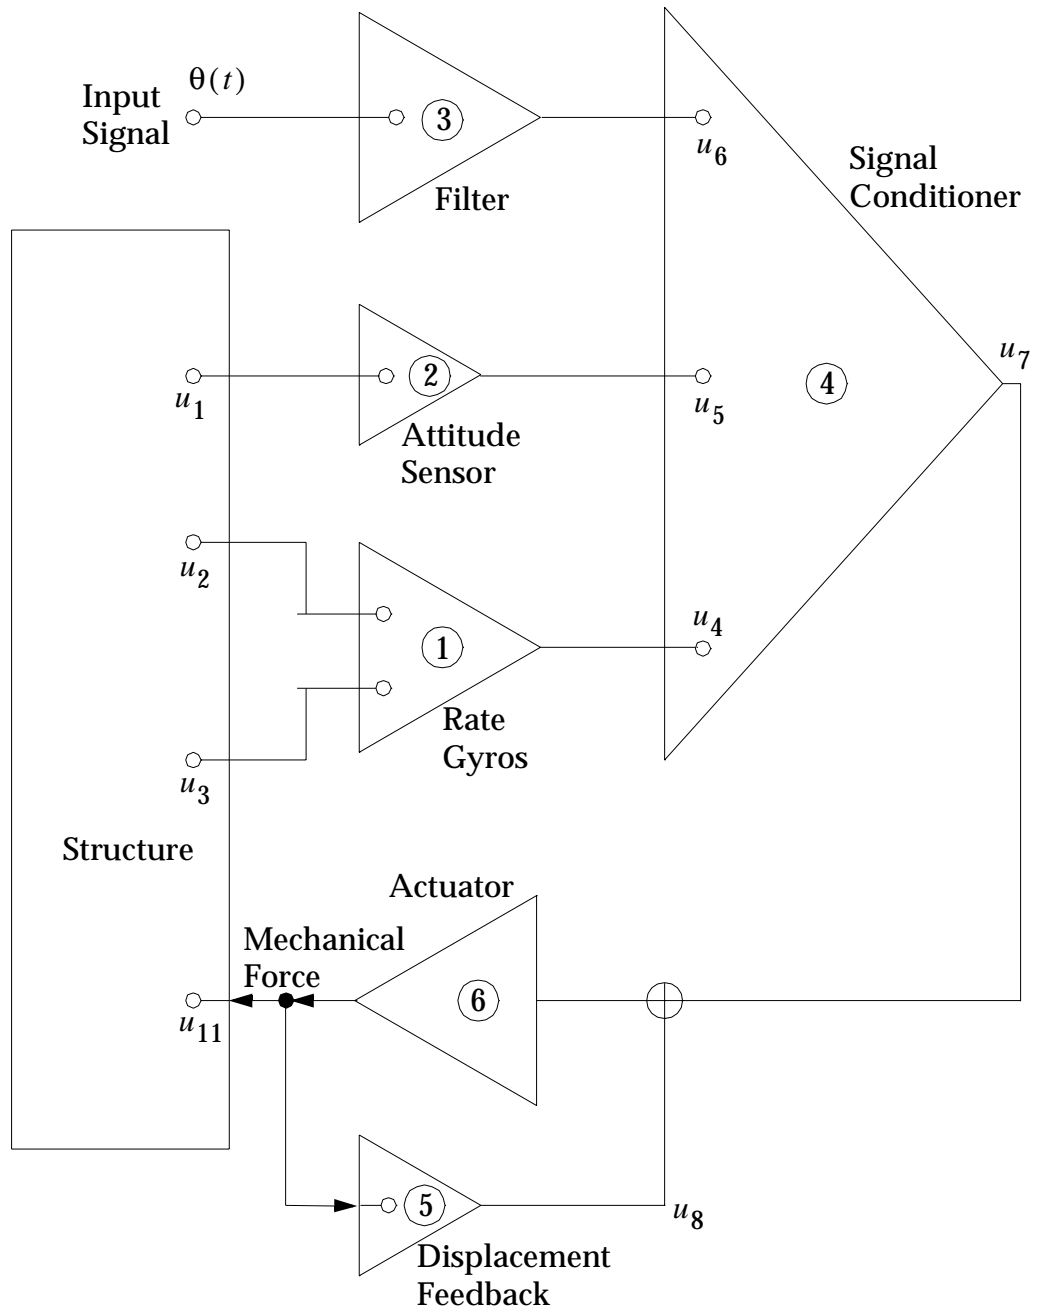 θ(t)
Input
Signal
3
u6
Filter
Signal
Conditioner
u1
2
u5
Attitude
Sensor
4
u7
u2
1
u4
u3
Rate
Gyros
Structure
Actuator
Mechanical
Force
6
u11
5
u8
Displacement
Feedback